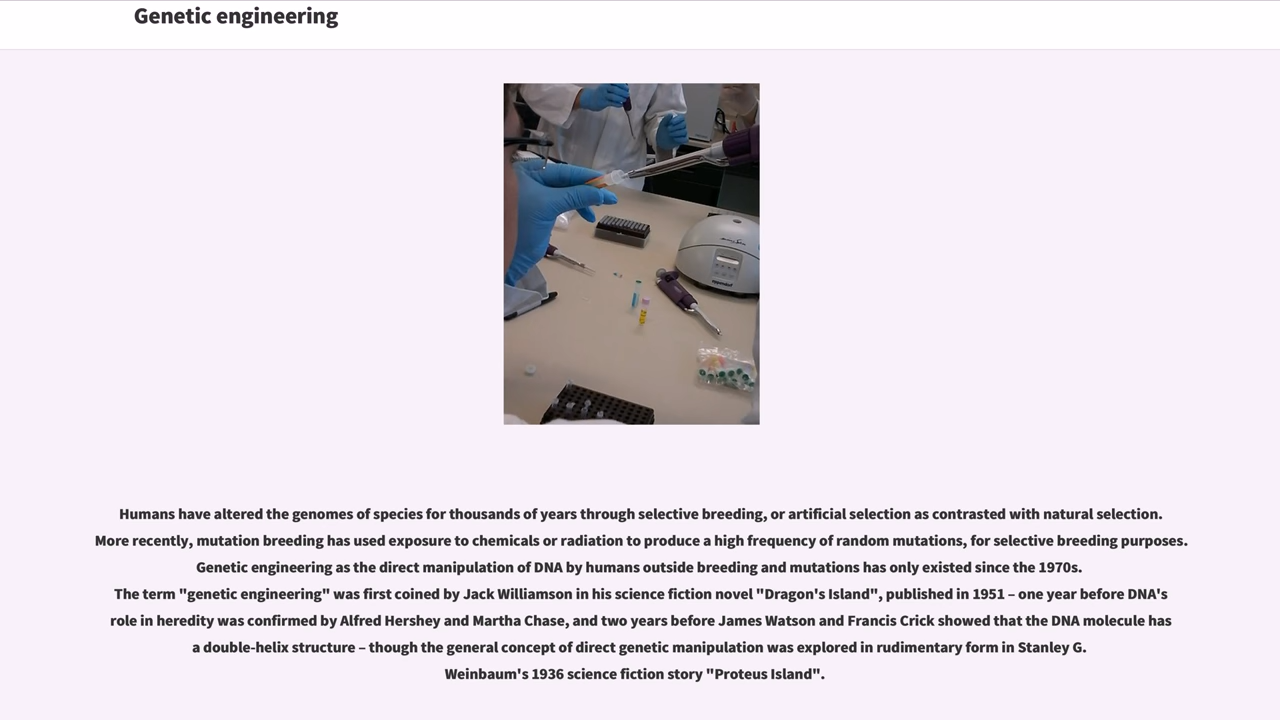 Genetic engineering
Humans have altered the genomes of species for thousands of years through selective breeding, or artificial selection as contrasted with natural selection.
More recently, mutation breeding has used exposure to chemicals or radiation to produce a high frequency of random mutations, for selective breeding purposes.
Genetic engineering as the direct manipulation of DNA by humans outside breeding and mutations has only existed since the 1970s.
The term "genetic engineering" was first coined by Jack Williamson in his science fiction novel "Dragon's Island", published in 1951 – one year before DNA's
role in heredity was confirmed by Alfred Hershey and Martha Chase, and two years before James Watson and Francis Crick showed that the DNA molecule has
a double-helix structure – though the general concept of direct genetic manipulation was explored in rudimentary form in Stanley G.
Weinbaum's 1936 science fiction story "Proteus Island".